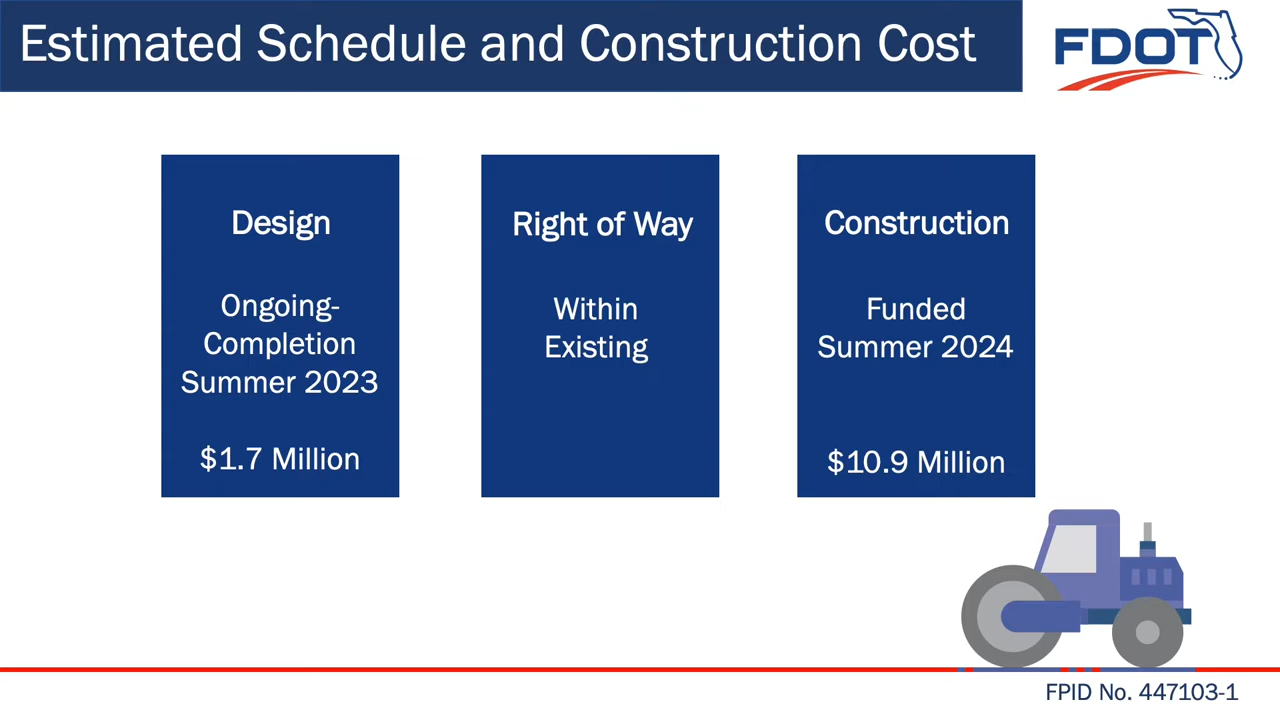 Estimated Schedule and Construction Cost
FDOT
Design
Ongoing-
Completion
Summer 2023
$1.7 Million
Right of Way
Within
Existing
Construction
Funded
Summer 2024
$10.9 Million
FPID No. 447103-1